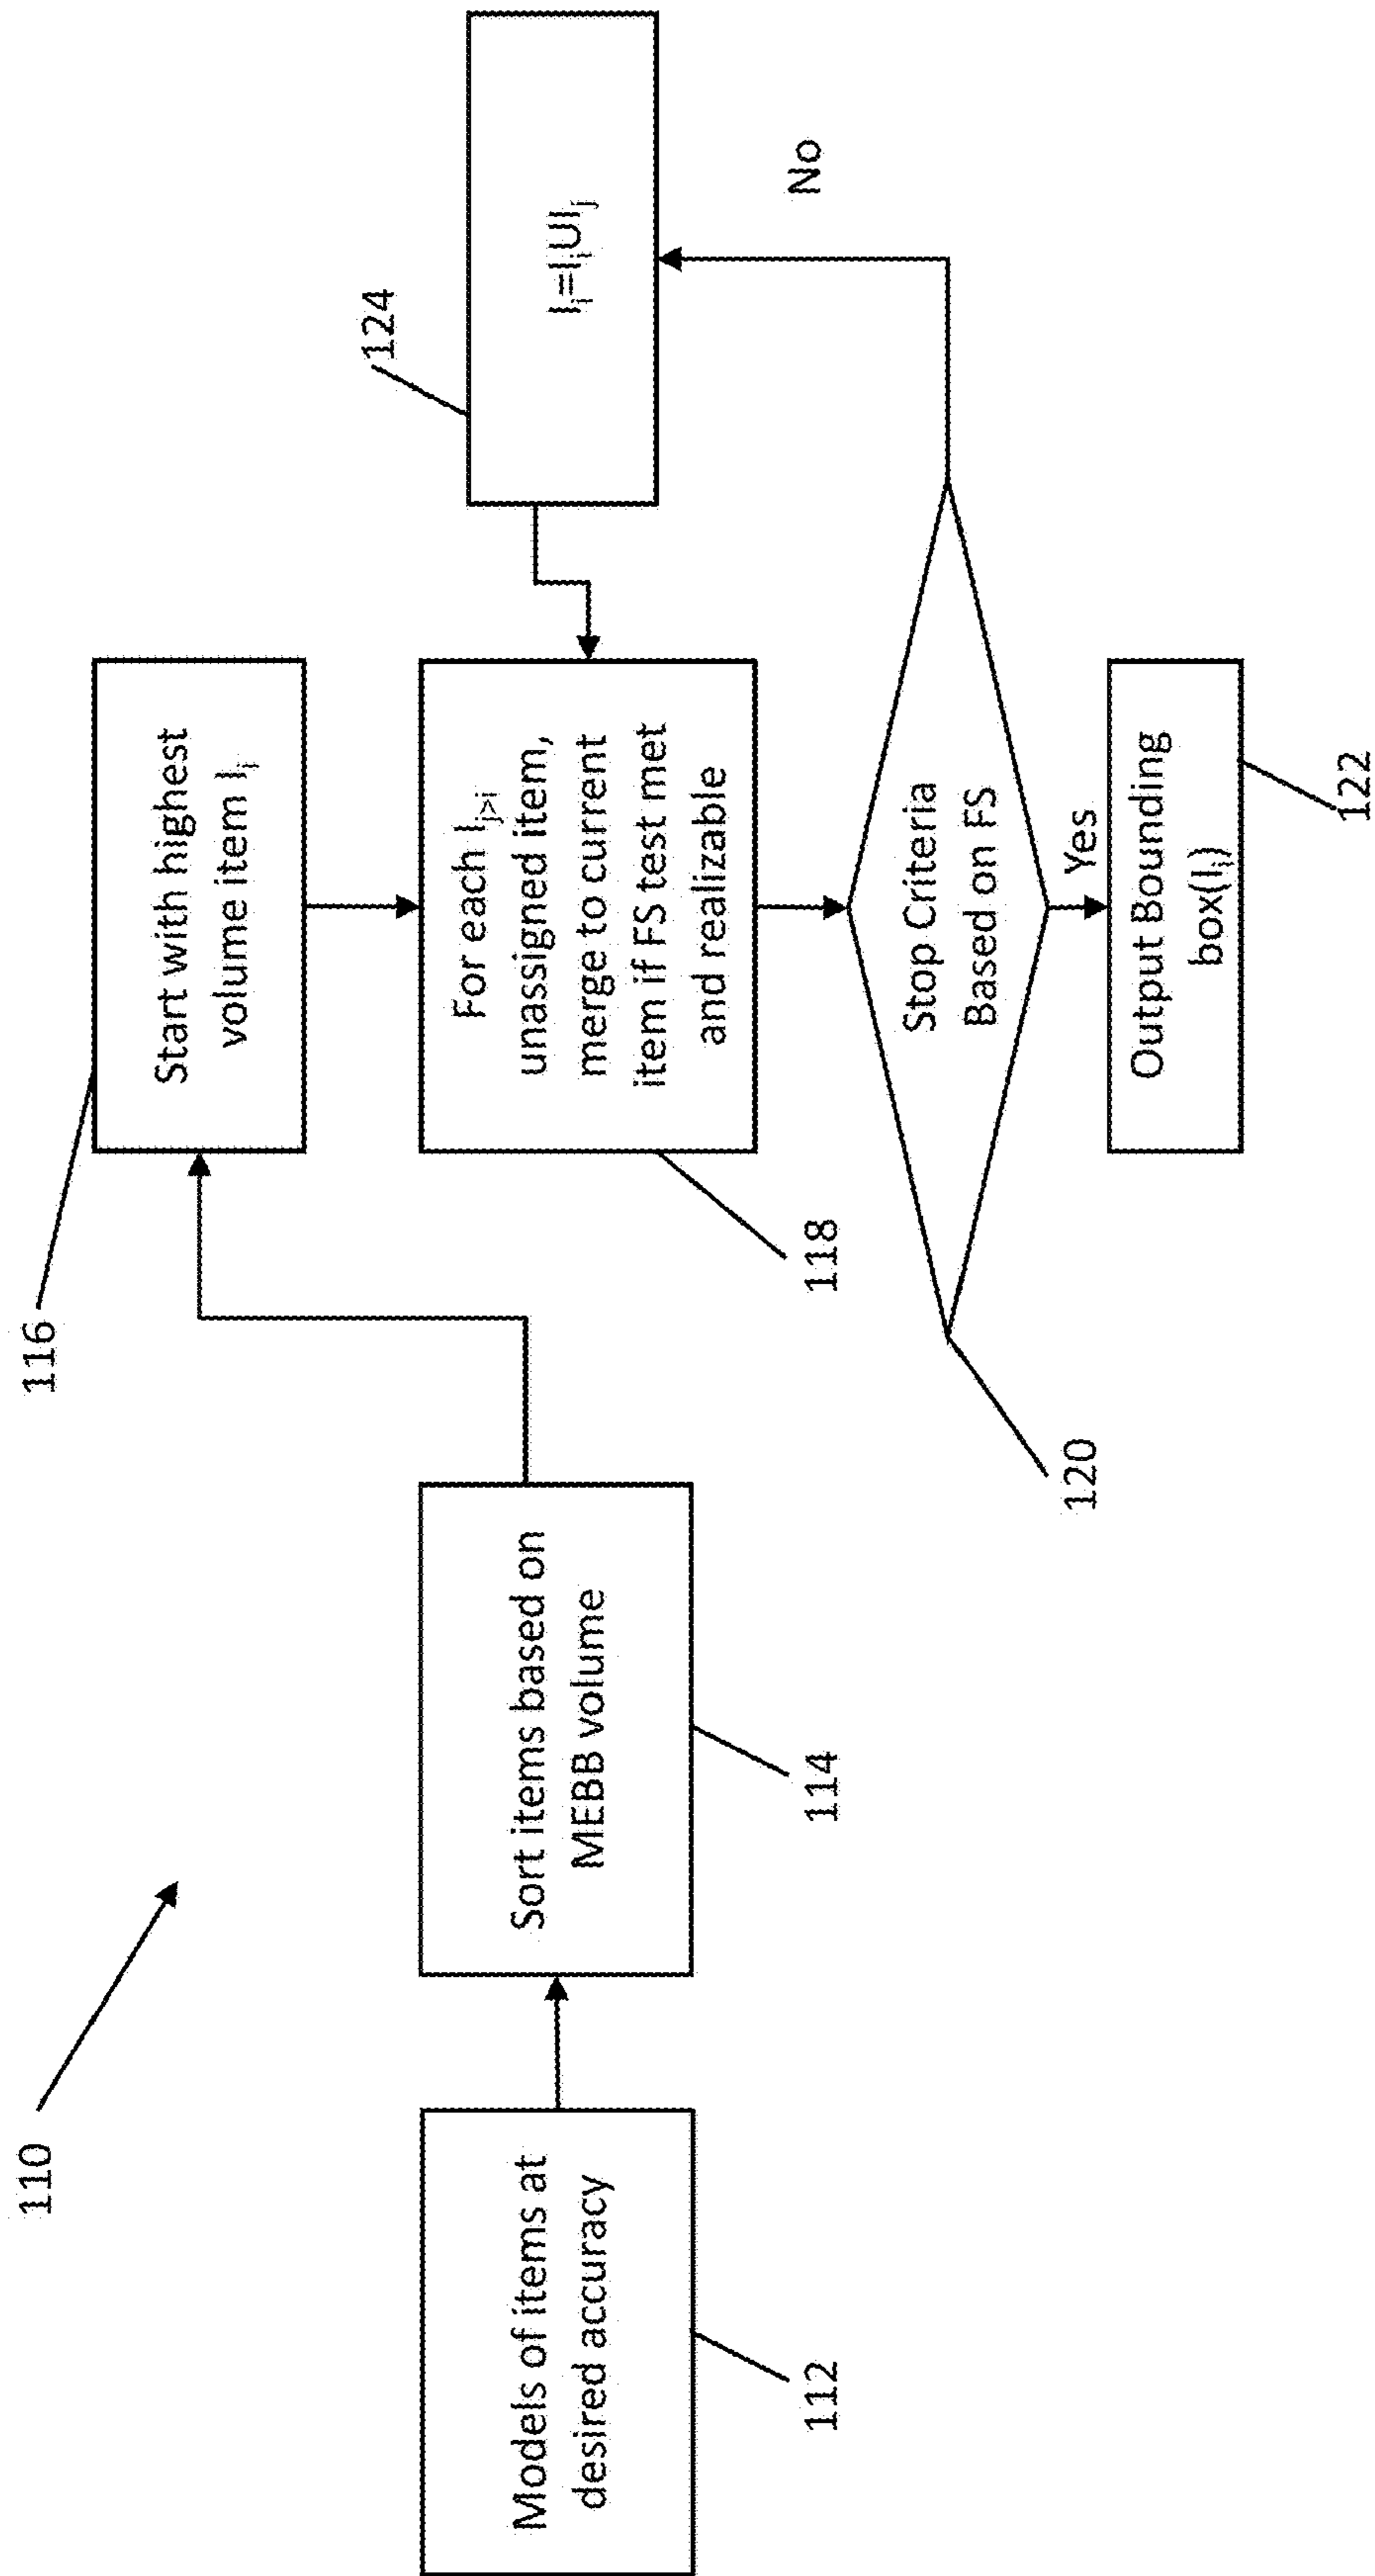 110
Models of items at
desired accuracy
112
Sort items based on
MEBB volume
114
116
Start with highest
volume item Iᵢ
For each Iⱼ﹥ᵢ
unassigned item,
merge to current
item if FS test met
and realizable
118
Iᵢ=IᵢUIⱼ
124
Stop Criteria
Based on FS
120
No
Yes
Output Bounding
box(Iᵢ)
122